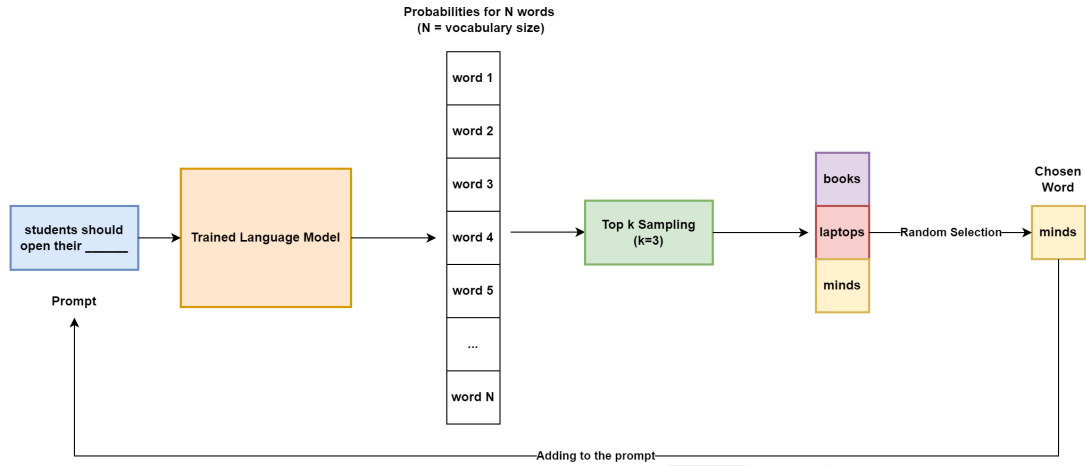 Probabilities for N words
(N = vocabulary size)
word 1
word 2
word 3
word 4
word 5
...
word N
students should
open their ______
Prompt
Trained Language Model
Top k Sampling
(k=3)
books
laptops
minds
Random Selection
Chosen
Word
minds
Adding to the prompt